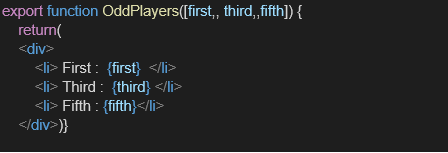 export function OddPlayers([first,, third,,fifth]) {
    return(
    <div>
        <li> First :  {first}  </li>
        <li> Third :  {third} </li>
        <li> Fifth : {fifth}</li>
    </div>)}